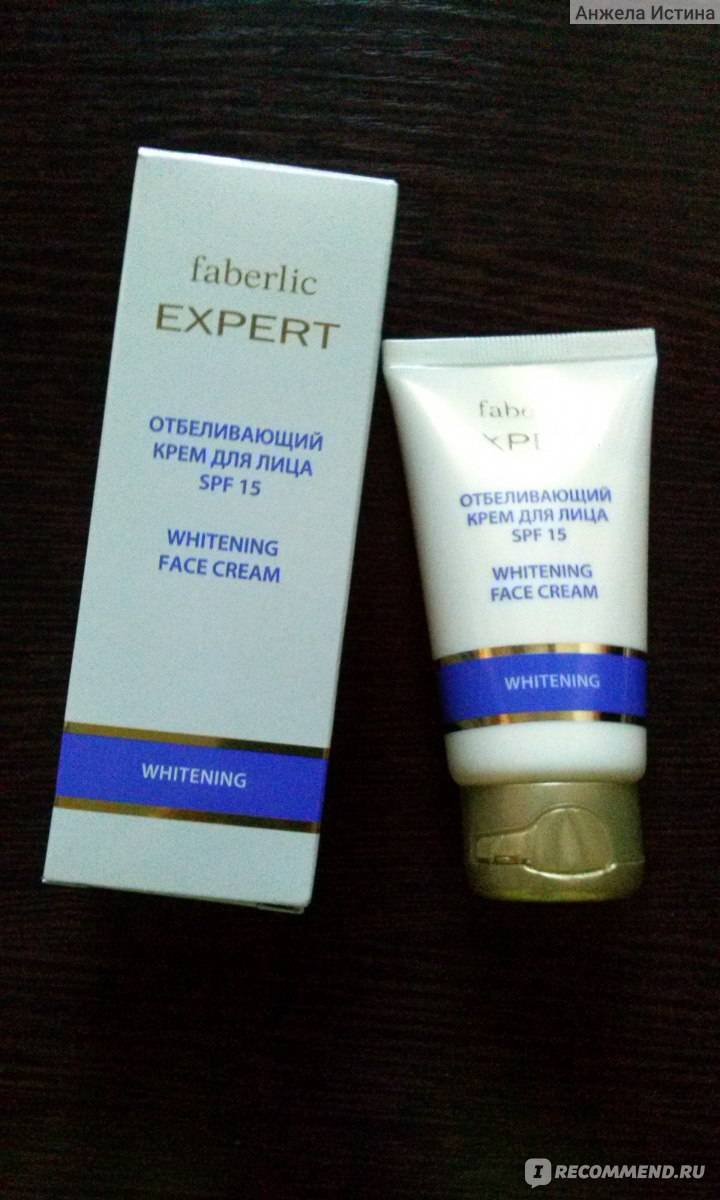 Анжела Истина
faberlic
EXPERT
ОТБЕЛИВАЮЩИЙ
КРЕМ ДЛЯ ЛИЦА
SPF 15
WHITENING
FACE CREAM
WHITENING
ОТБЕЛИВАЮЩИЙ
КРЕМ ДЛЯ ЛИЦА
SPF 15
WHITENING
FACE CREAM
WHITENING
I RECOMMEND.RU